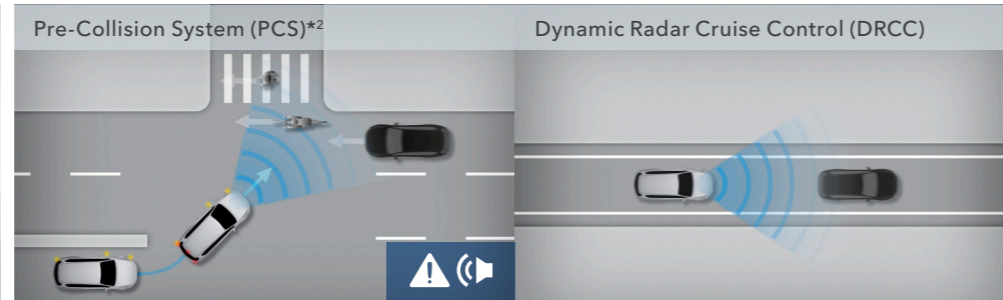 Pre-Collision System (PCS)*2
Dynamic Radar Cruise Control (DRCC)